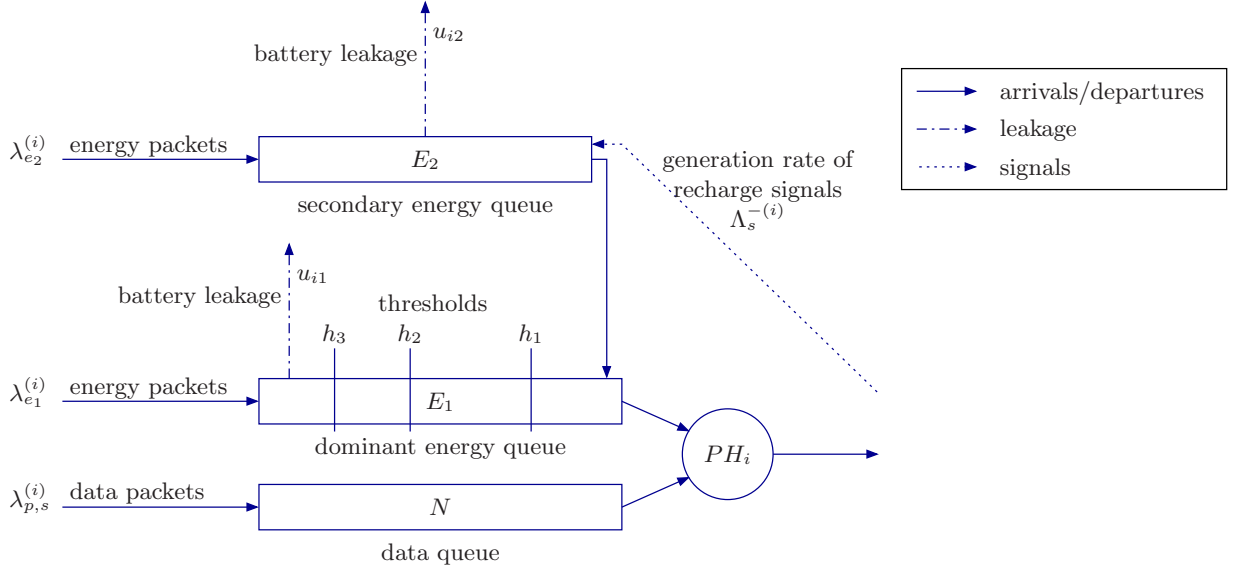 u_{i2}
battery leakage
arrivals/departures
leakage
signals
λ_{e_2}^{(i)}
energy packets
E_2
secondary energy queue
generation rate of
recharge signals
Λ_s^{-(i)}
u_{i1}
battery leakage
thresholds
h_3 h_2 h_1
λ_{e_1}^{(i)}
energy packets
E_1
dominant energy queue
PH_i
λ_{p,s}^{(i)}
data packets
N
data queue